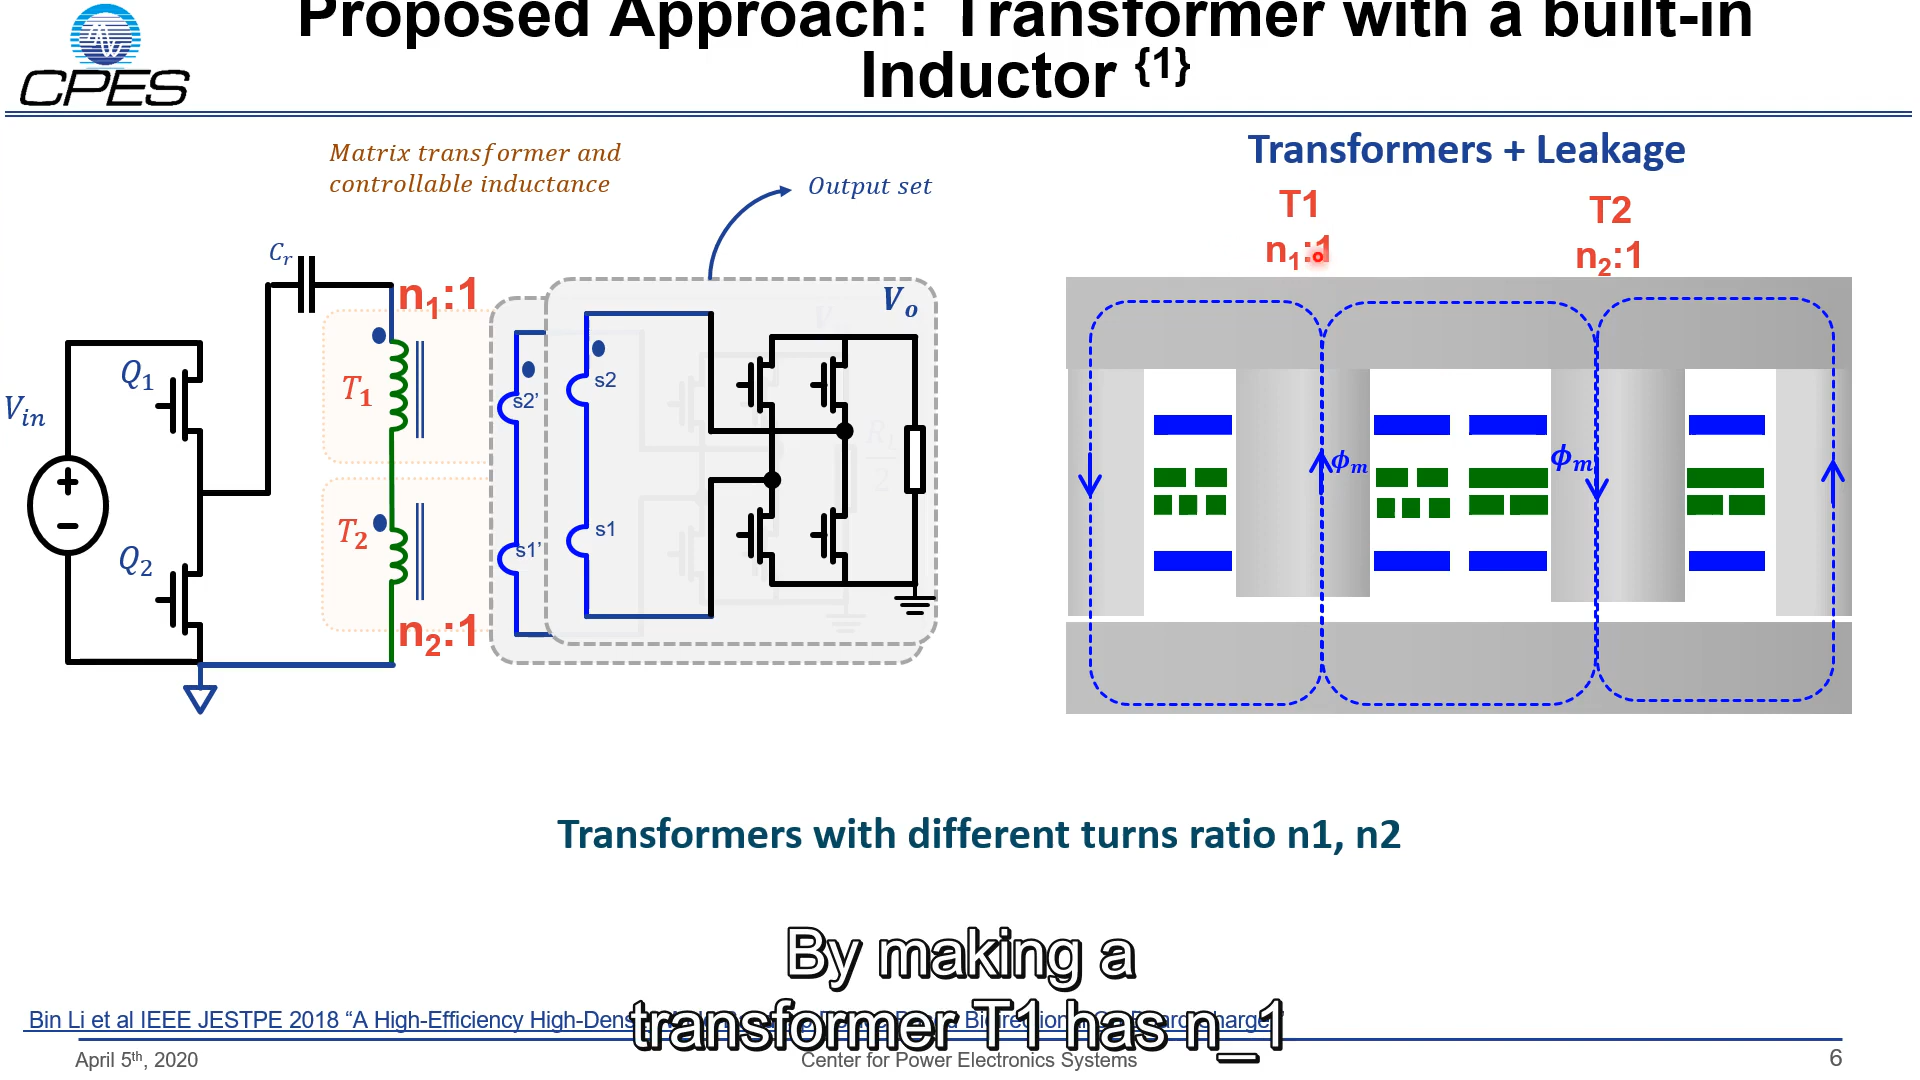 Proposed Approach: Transformer with a built-in
Inductor {1}
CPES
Matrix transformer and
controllable inductance
Output set
Transformers + Leakage
T1
n1:1
T2
n2:1
Cr
n1:1
Vo
Q1
T1
s2
s2'
Vin
ϕm
ϕm
T2
s1
s1'
Q2
n2:1
Transformers with different turns ratio n1, n2
By making a
transformer T1 has n_1
Bin Li et al IEEE JESTPE 2018 “A High-Efficiency High-Dens
April 5th, 2020
Center for Power Electronics Systems
6